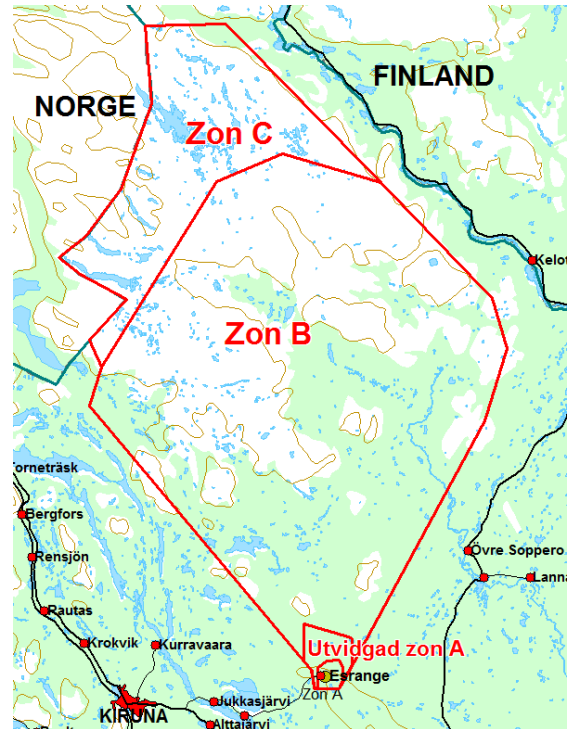 FINLAND
NORGE
Zon C
Kelot
Zon B
Torneträsk
Bergfors
Övre Soppero
Rensjön
Lanna
Rautas
Krokvik
Kurravaara
Utvidgad zon A
Esrange
Zon A
Jukkasjärvi
KIRUNA
Alttajärvi